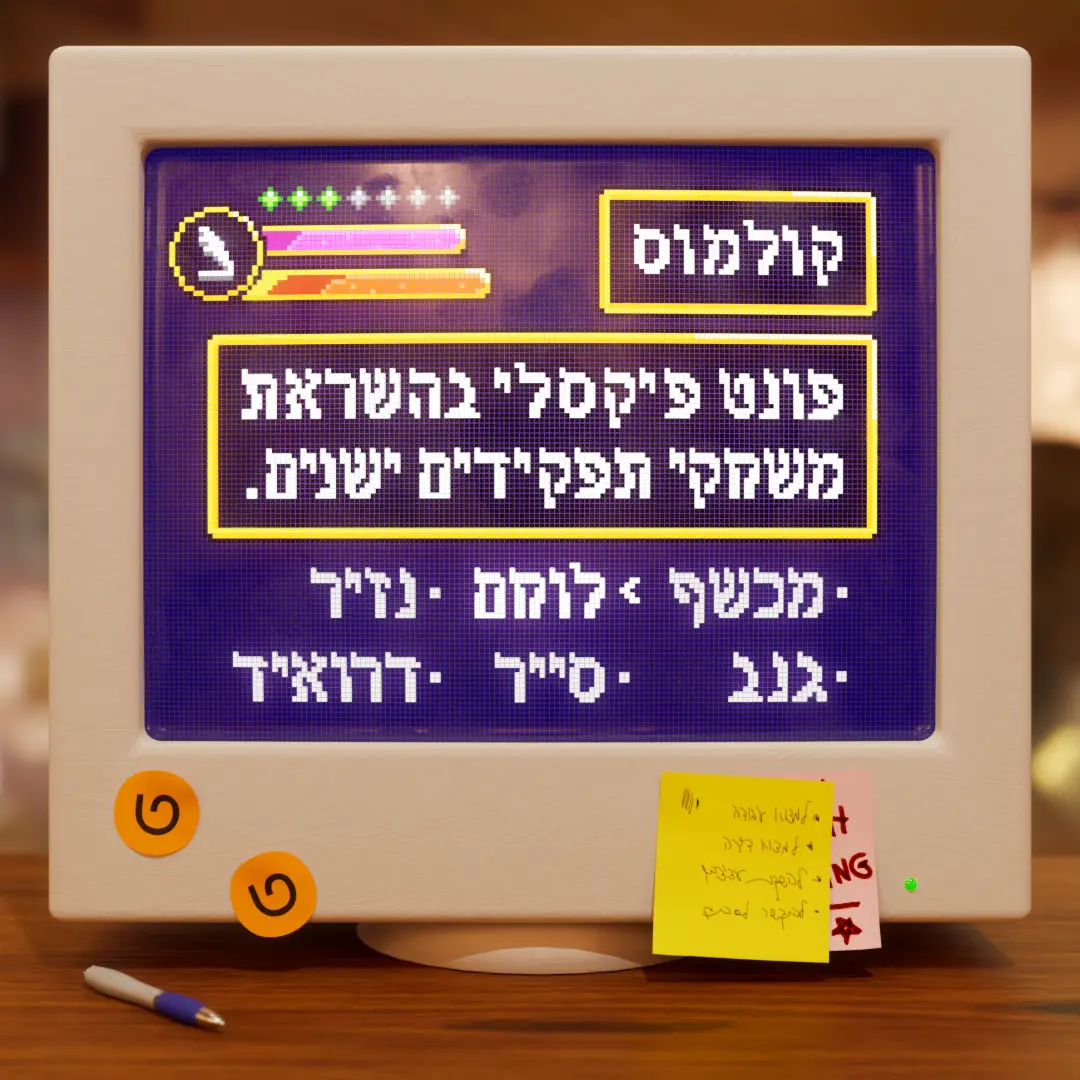 קולמוס
פונט פיקסלי בהשראת
משחקי תפקידים ישנים.
·מכשף >לוחם ·נזיר
·גנב ·סייר ·דרואיד